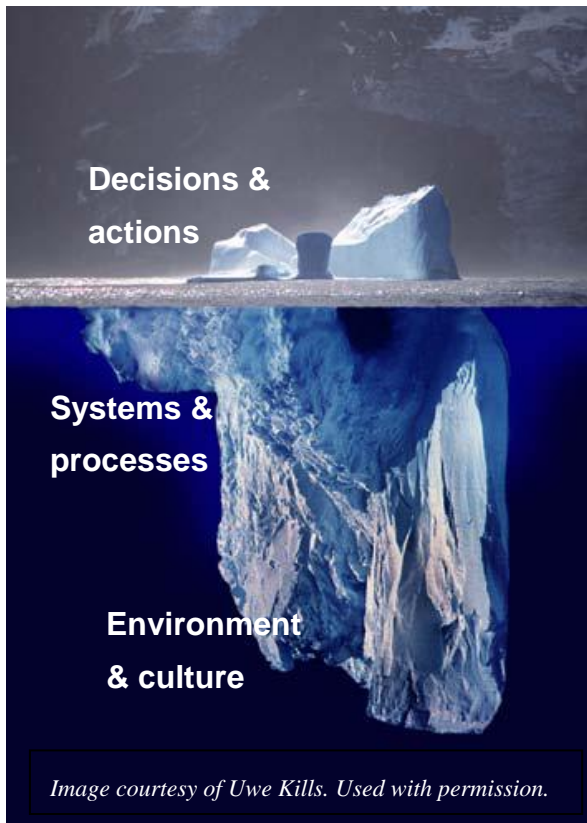 Decisions &
actions
Systems &
processes
Environment
& culture
Image courtesy of Uwe Kills. Used with permission.